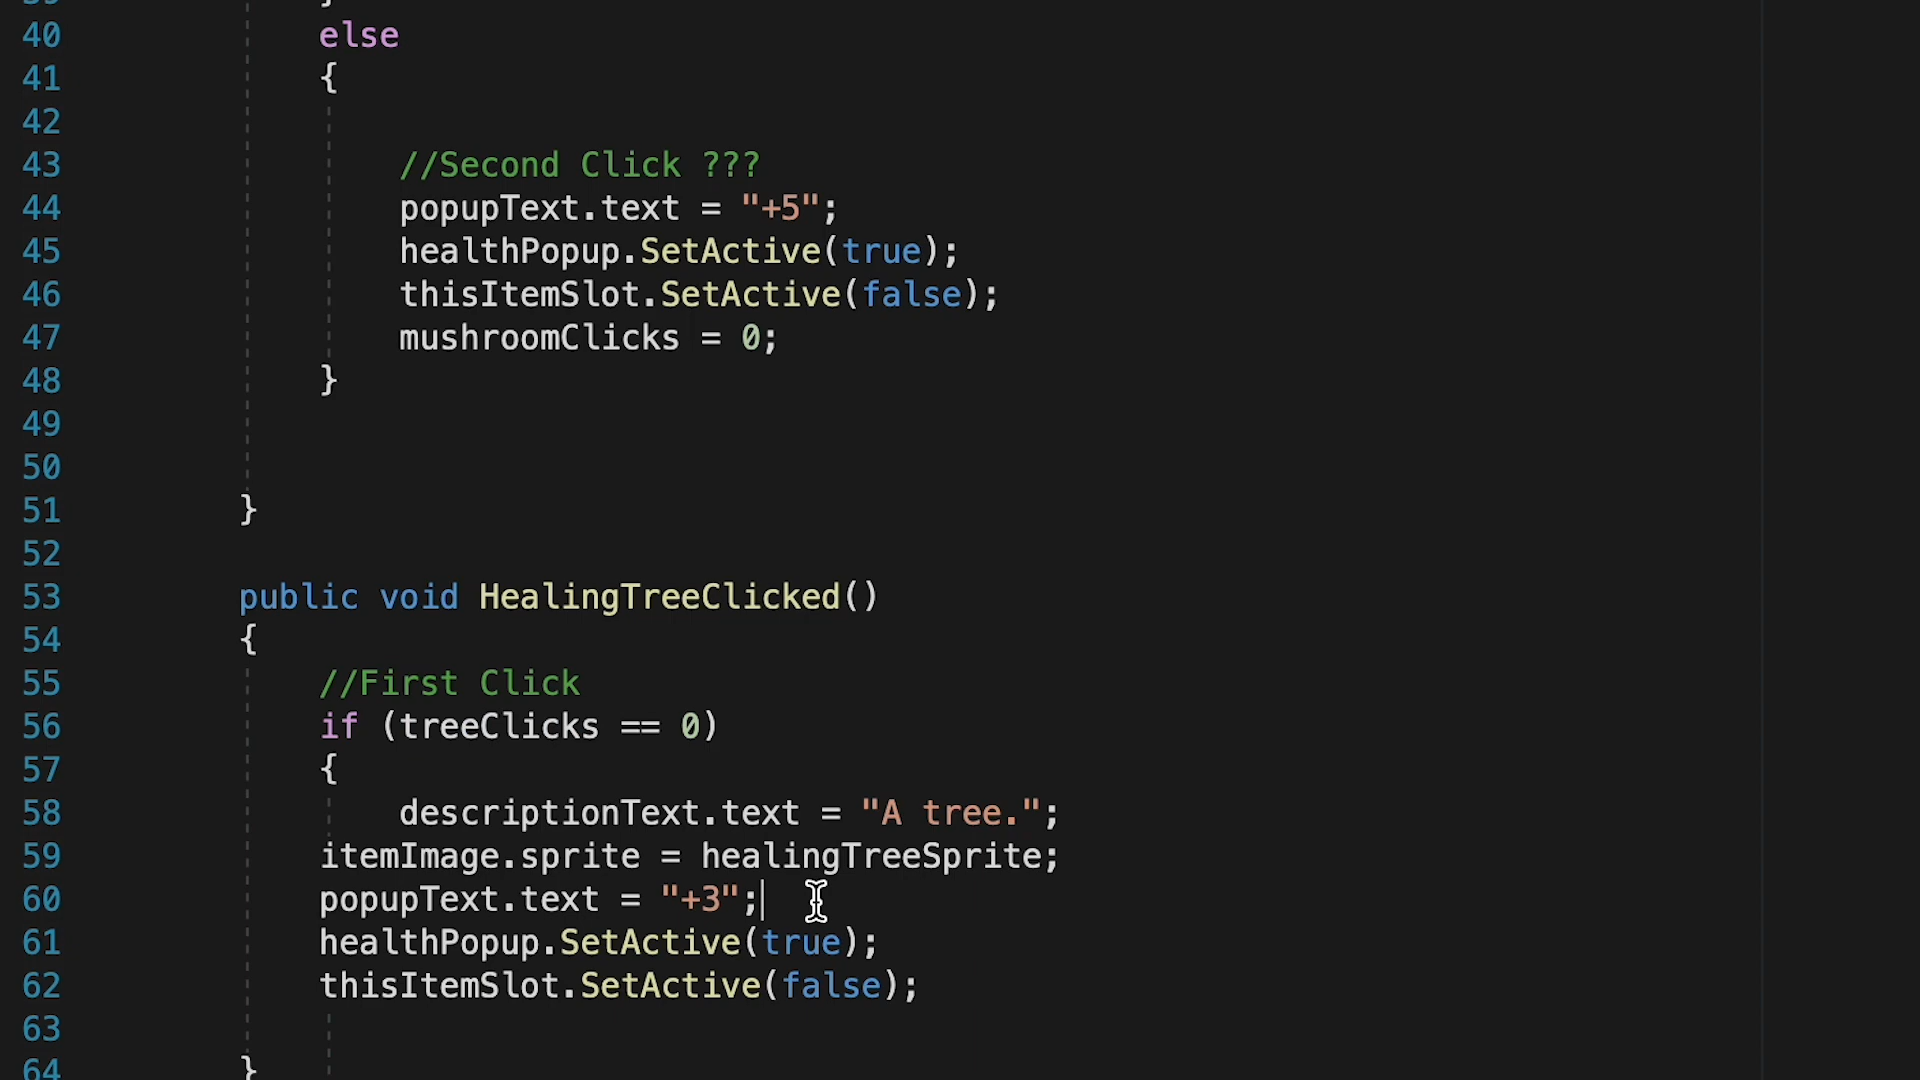 40 else
41 {
42
43 //Second Click ???
44 popupText.text = "+5";
45 healthPopup.SetActive(true);
46 thisItemSlot.SetActive(false);
47 mushroomClicks = 0;
48 }
49
50
51 }
52
53 public void HealingTreeClicked()
54 {
55 //First Click
56 if (treeClicks == 0)
57 {
58 descriptionText.text = "A tree.";
59 itemImage.sprite = healingTreeSprite;
60 popupText.text = "+3";
61 healthPopup.SetActive(true);
62 thisItemSlot.SetActive(false);
63
64 }